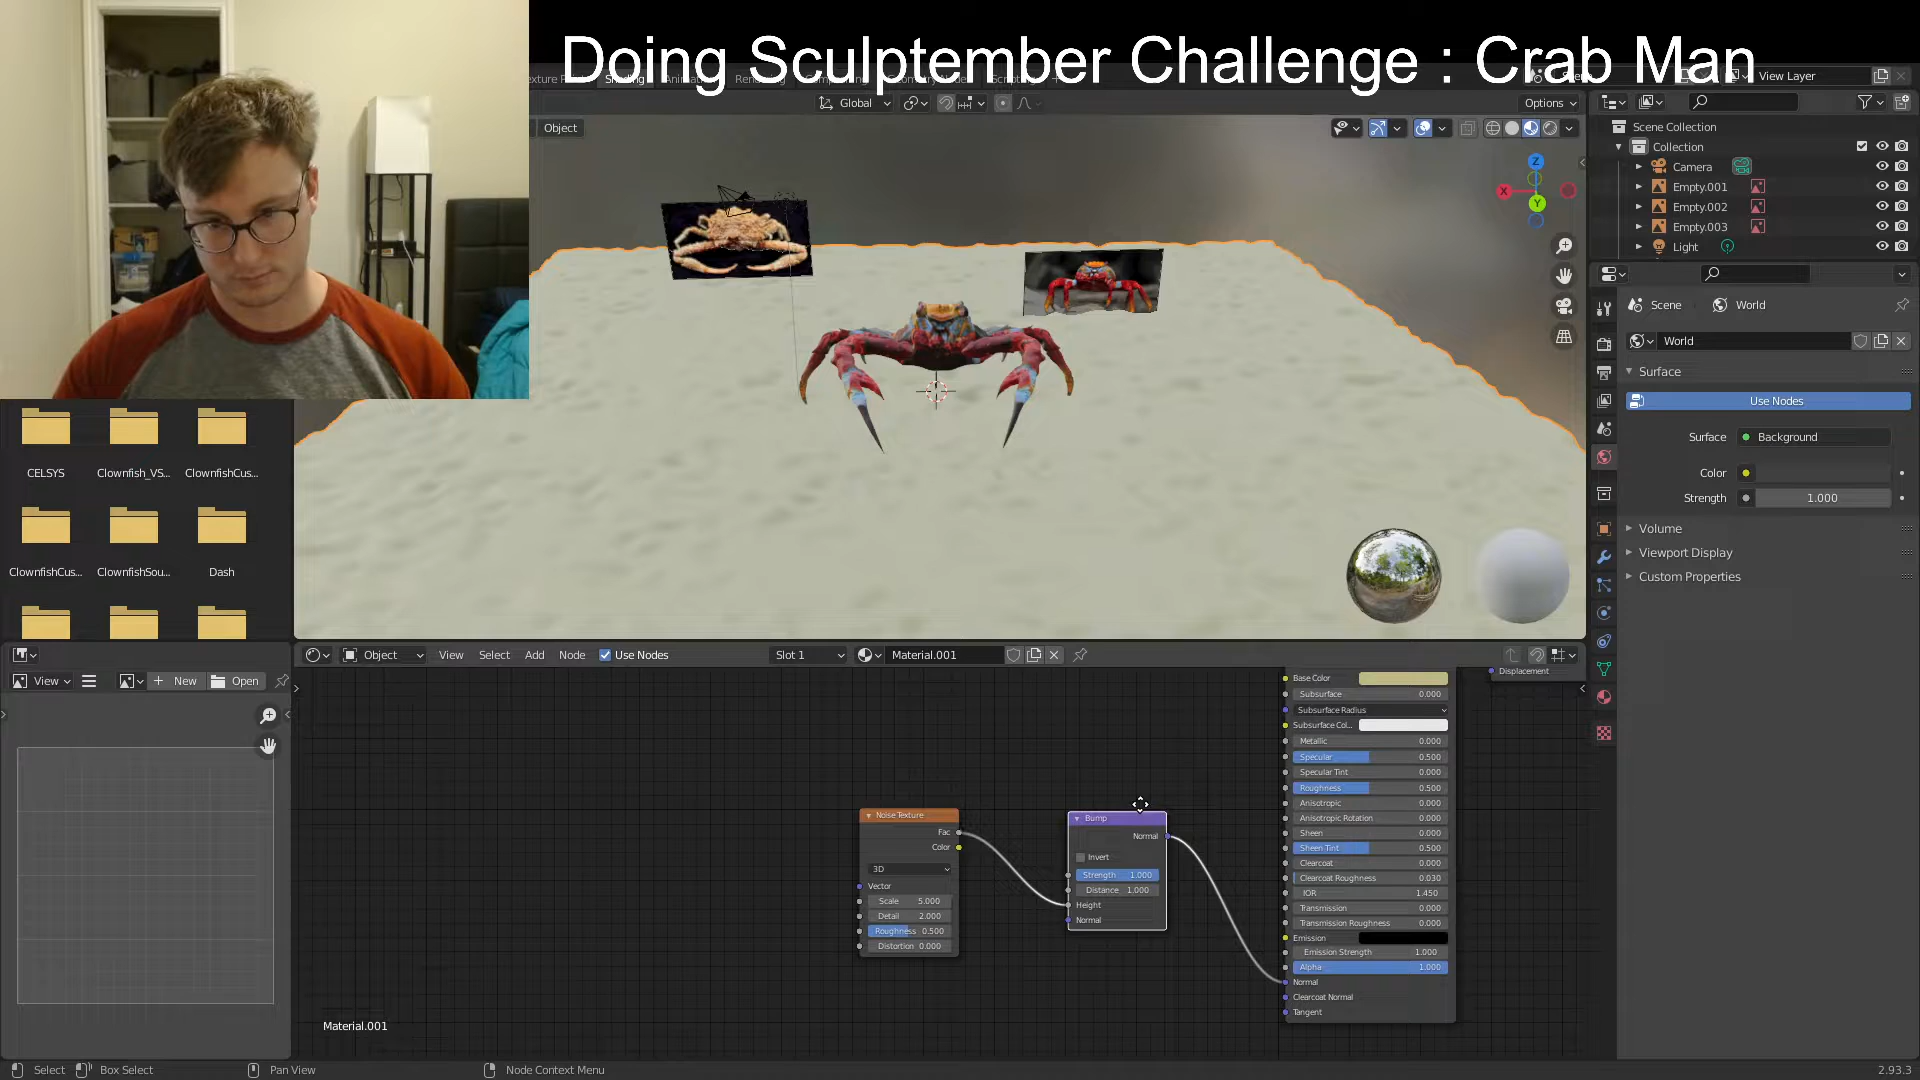 Doing Sculptember Challenge : Crab Man
Shading
View Layer
Global
Options
Object
Scene Collection
Collection
Camera
Empty.001
Empty.002
Empty.003
Light
Z
X
Y
Scene
World
World
Surface
Use Nodes
Surface
Background
Color
Strength
1.000
Volume
Viewport Display
Custom Properties
CELSYS
Clownfish_VS...
ClownfishCus...
ClownfishCus...
ClownfishSou...
Dash
Object
View
Select
Add
Node
Use Nodes
Slot 1
Material.001
View
New
Open
Displacement
Base Color
Subsurface 0.000
Subsurface Radius
Subsurface Col...
Metallic 0.000
Specular 0.500
Specular Tint 0.000
Roughness 0.500
Anisotropic 0.000
Anisotropic Rotation 0.000
Sheen 0.000
Sheen Tint 0.500
Clearcoat 0.000
Clearcoat Roughness 0.030
IOR 1.450
Transmission 0.000
Transmission Roughness 0.000
Emission
Emission Strength 1.000
Alpha 1.000
Normal
Clearcoat Normal
Tangent
Noise Texture
Fac
Color
3D
Vector
Scale 5.000
Detail 2.000
Roughness 0.500
Distortion 0.000
Bump
Normal
Invert
Strength 1.000
Distance 1.000
Height
Normal
Material.001
Select
Box Select
Pan View
Node Context Menu
2.93.3